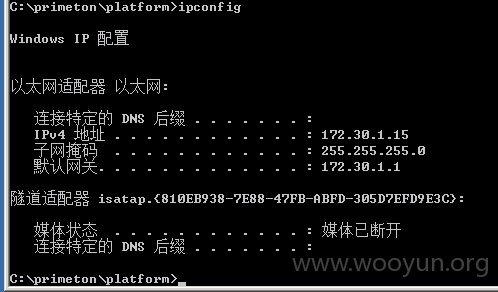 C:\primeton\platform>ipconfig
Windows IP 配置
以太网适配器 以太网:
连接特定的 DNS 后缀 . . . . . . . :
IPv4 地址 . . . . . . . . . . . . : 172.30.1.15
子网掩码 . . . . . . . . . . . . : 255.255.255.0
默认网关. . . . . . . . . . . . . : 172.30.1.1
隧道适配器 isatap.{810EB938-7E88-47FB-ABFD-305D7EFD9E3C}:
媒体状态 . . . . . . . . . . . . : 媒体已断开
连接特定的 DNS 后缀 . . . . . . . :
www.wooyun.org
C:\primeton\platform>